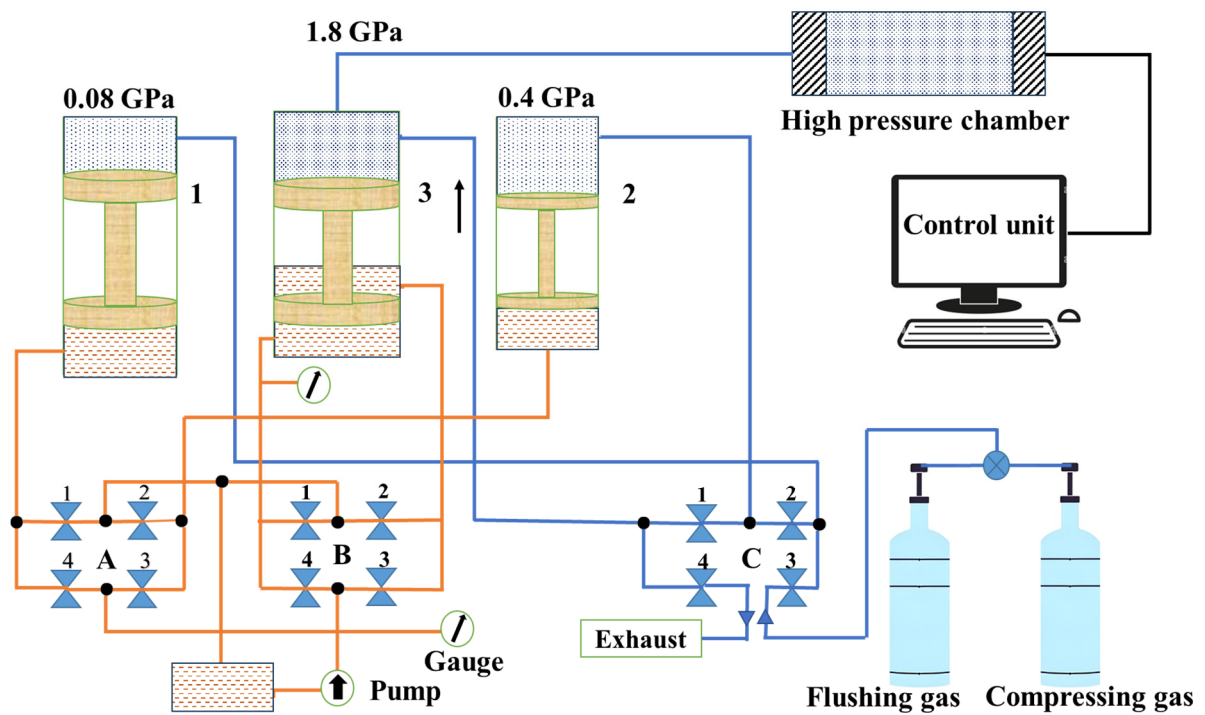 1.8 GPa
0.08 GPa
0.4 GPa
High pressure chamber
1
3
2
Control unit
1 2
1 2
1 2
A
B
C
4 3
4 3
4 3
Exhaust
Gauge
Pump
Flushing gas
Compressing gas